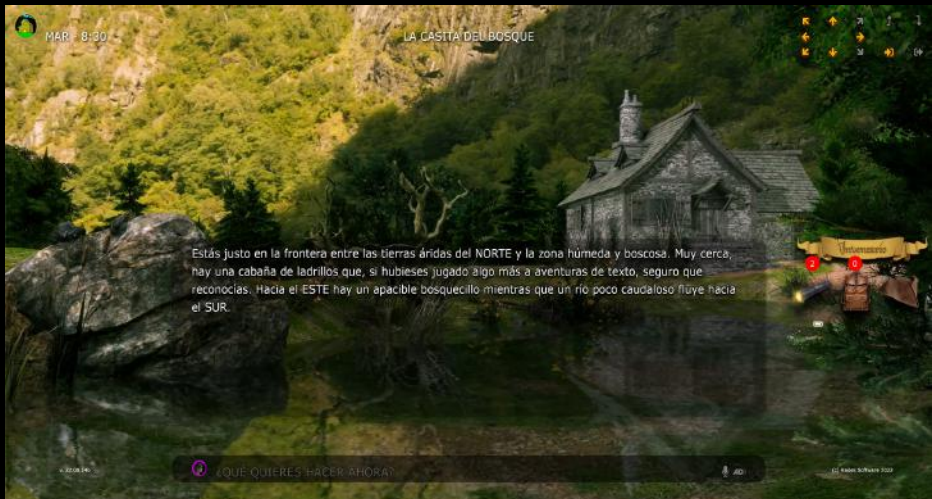 MAR - 8:30
LA CASITA DEL BOSQUE
Estás justo en la frontera entre las tierras áridas del NORTE y la zona húmeda y boscosa. Muy cerca,
hay una cabaña de ladrillos que, si hubieses jugado algo más a aventuras de texto, seguro que
reconocías. Hacia el ESTE hay un apacible bosquecillo mientras que un río poco caudaloso fluye hacia
el SUR.
2
0
¿QUÉ QUIERES HACER AHORA?